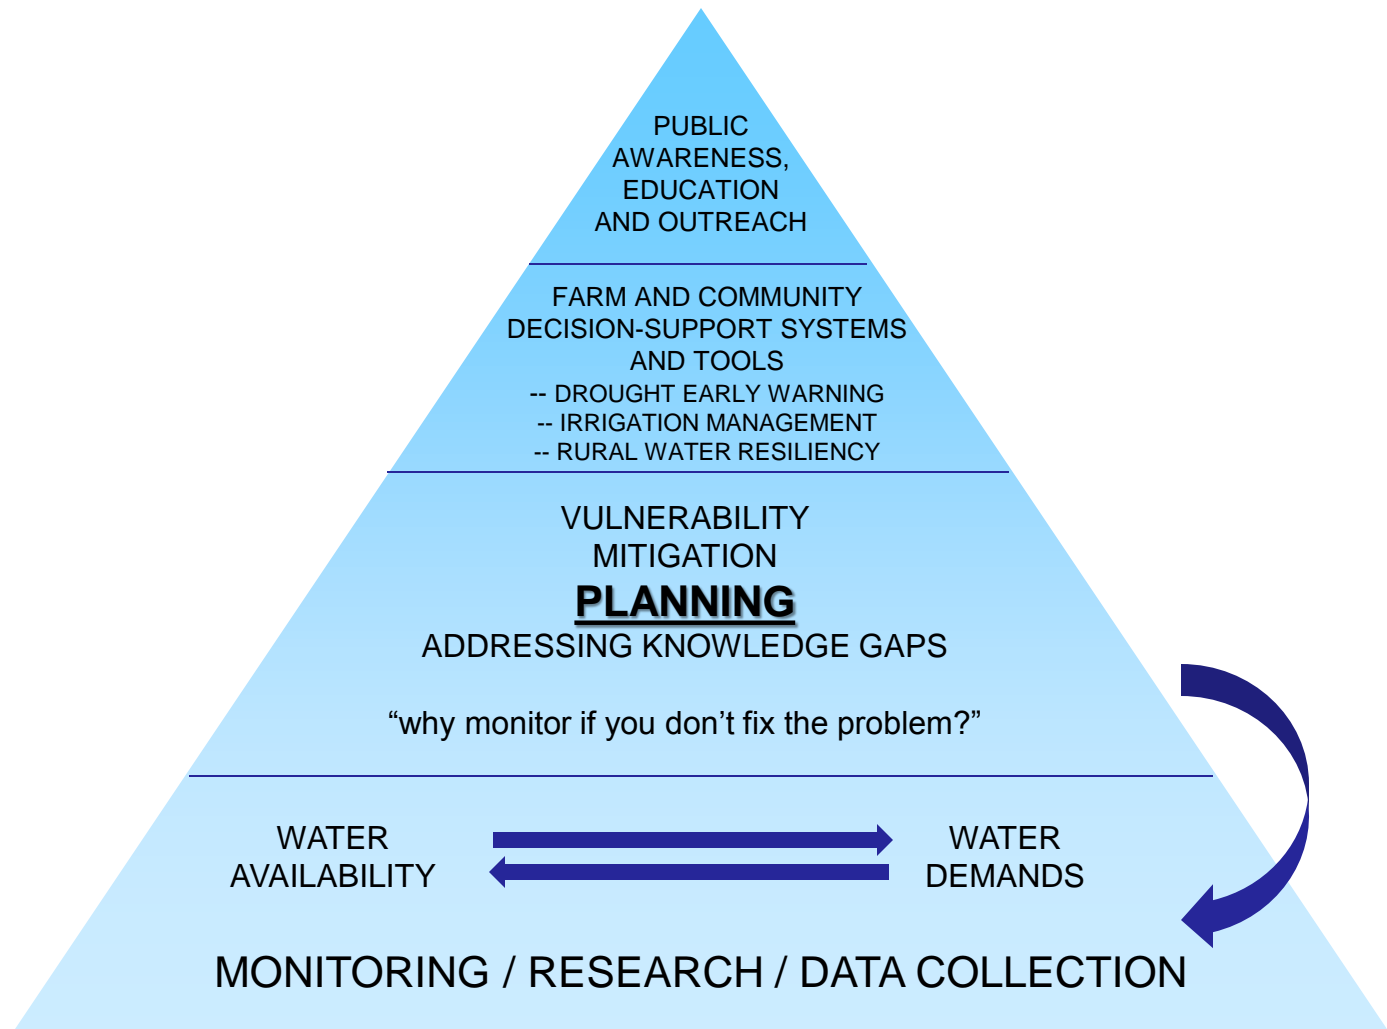 PUBLIC
AWARENESS,
EDUCATION
AND OUTREACH
FARM AND COMMUNITY
DECISION-SUPPORT SYSTEMS
AND TOOLS
-- DROUGHT EARLY WARNING
-- IRRIGATION MANAGEMENT
-- RURAL WATER RESILIENCY
VULNERABILITY
MITIGATION
PLANNING
ADDRESSING KNOWLEDGE GAPS
“why monitor if you don’t fix the problem?”
WATER
AVAILABILITY
WATER
DEMANDS
MONITORING / RESEARCH / DATA COLLECTION